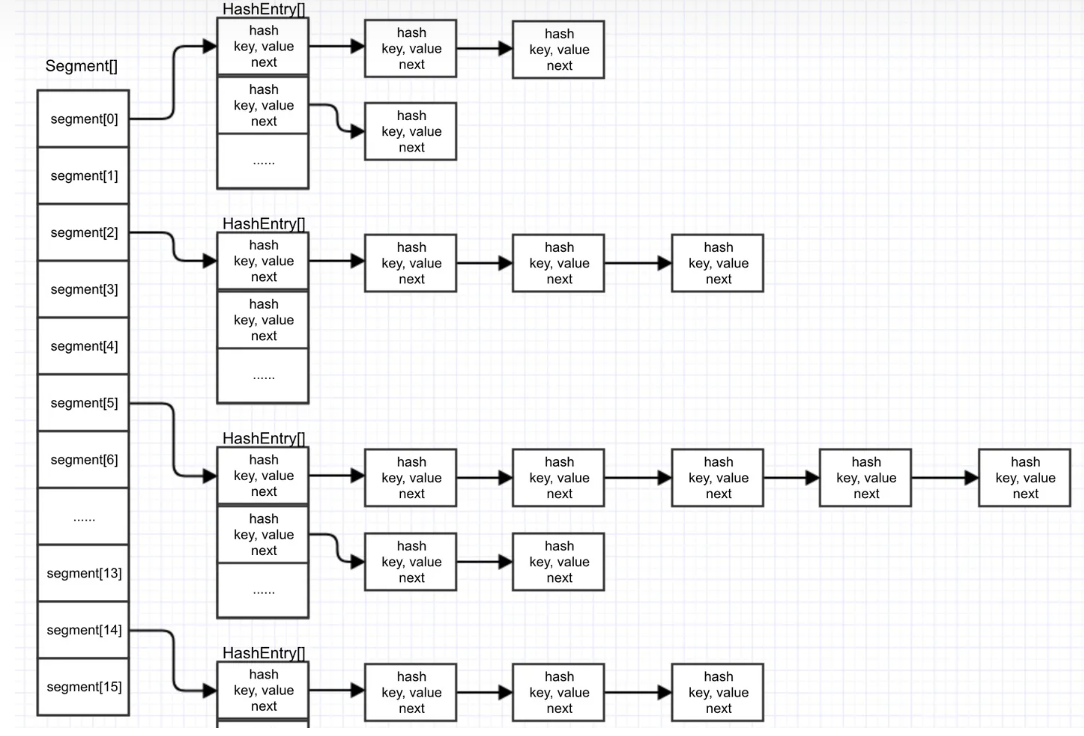 HashEntry[]
hash
key, value
next
hash
key, value
next
hash
key, value
next
Segment[]
hash
key, value
next
hash
key, value
next
......
segment[0]
segment[1]
HashEntry[]
segment[2]
hash
key, value
next
hash
key, value
next
hash
key, value
next
hash
key, value
next
segment[3]
hash
key, value
next
segment[4]
......
segment[5]
HashEntry[]
segment[6]
hash
key, value
next
hash
key, value
next
hash
key, value
next
hash
key, value
next
hash
key, value
next
hash
key, value
next
......
hash
key, value
next
hash
key, value
next
hash
key, value
next
segment[13]
......
segment[14]
HashEntry[]
segment[15]
hash
key, value
next
hash
key, value
next
hash
key, value
next
hash
key, value
next